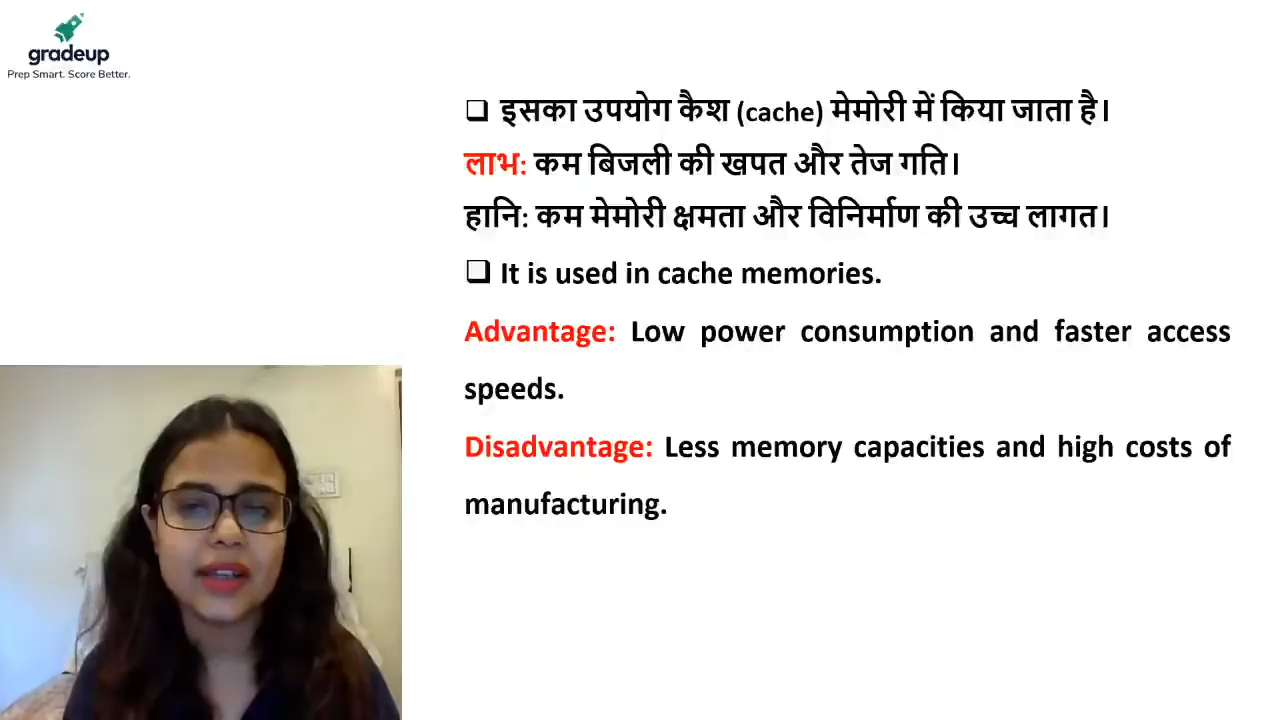 gradeup
Prep Smart. Score Better.
❑ इसका उपयोग कैश (cache) मेमोरी में किया जाता है।
लाभ: कम बिजली की खपत और तेज गति।
हानि: कम मेमोरी क्षमता और विनिर्माण की उच्च लागत।
❑ It is used in cache memories.
Advantage: Low power consumption and faster access
speeds.
Disadvantage: Less memory capacities and high costs of
manufacturing.